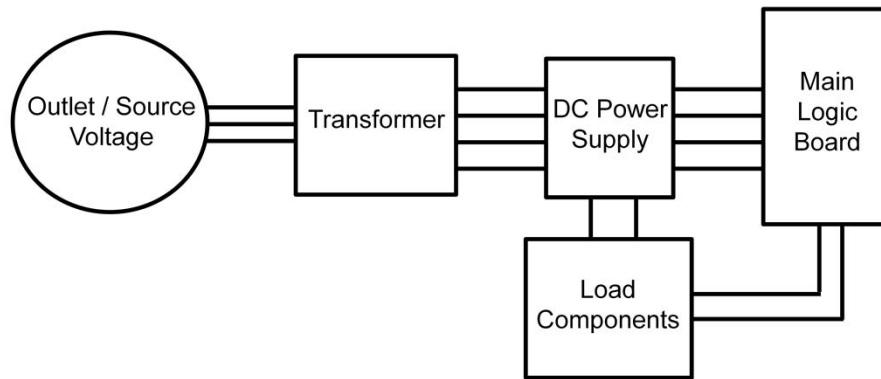 Outlet / Source
Voltage
Transformer
DC Power
Supply
Main
Logic
Board
Load
Components